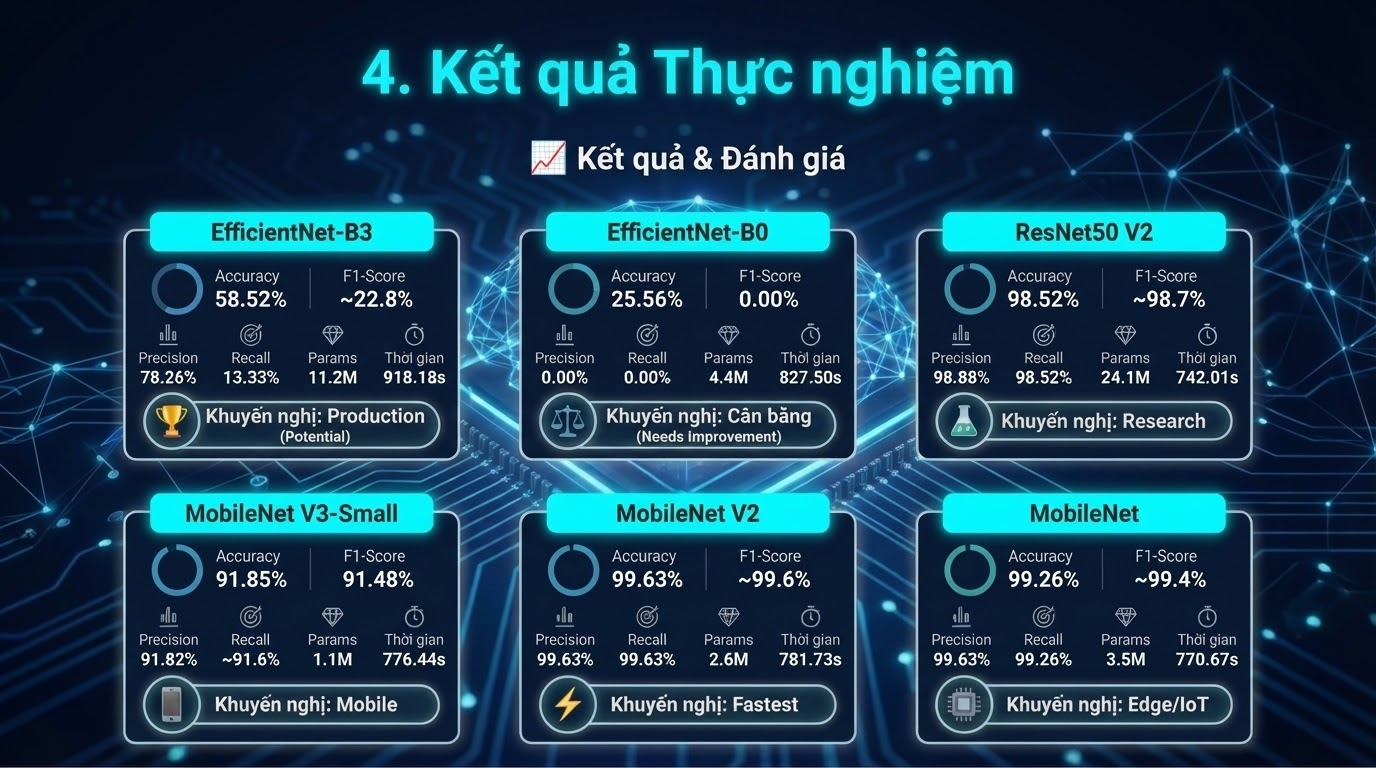 4. Kết quả Thực nghiệm
Kết quả & Đánh giá
EfficientNet-B3
Accuracy
58.52%
F1-Score
~22.8%
Precision
78.26%
Recall
13.33%
Params
11.2M
Thời gian
918.18s
Khuyến nghị: Production
(Potential)
EfficientNet-B0
Accuracy
25.56%
F1-Score
0.00%
Precision
0.00%
Recall
0.00%
Params
4.4M
Thời gian
827.50s
Khuyến nghị: Cân bằng
(Needs Improvement)
ResNet50 V2
Accuracy
98.52%
F1-Score
~98.7%
Precision
98.88%
Recall
98.52%
Params
24.1M
Thời gian
742.01s
Khuyến nghị: Research
MobileNet V3-Small
Accuracy
91.85%
F1-Score
91.48%
Precision
91.82%
Recall
~91.6%
Params
1.1M
Thời gian
776.44s
Khuyến nghị: Mobile
MobileNet V2
Accuracy
99.63%
F1-Score
~99.6%
Precision
99.63%
Recall
99.63%
Params
2.6M
Thời gian
781.73s
Khuyến nghị: Fastest
MobileNet
Accuracy
99.26%
F1-Score
~99.4%
Precision
99.63%
Recall
99.26%
Params
3.5M
Thời gian
770.67s
Khuyến nghị: Edge/IoT